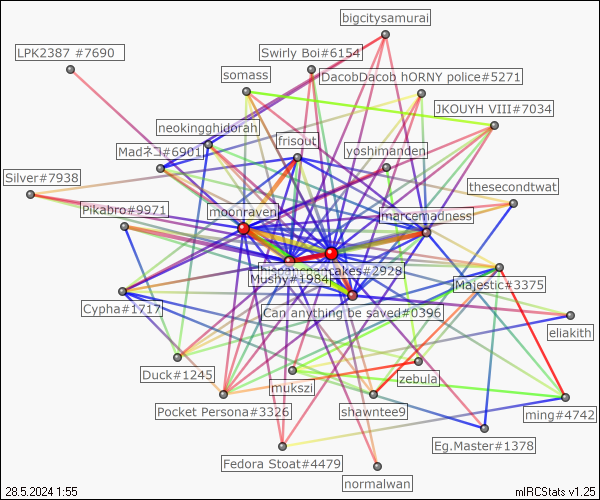 bigcitysamurai
LPK2387 #7690
Swirly Boi#6154
somass
DacobDacob hORNY police#5271
JKOUYH VIII#7034
neokingghidorah
frisout
Madネコ#6901
yoshimanden
Silver#7938
thesecondtwat
Pikabro#9971
moonraven
marcemadness
cakes#2928
Mushy#1984
Majestic#3375
Cypha#1717
Can anything be saved#0396
eliakith
Duck#1245
zebula
mukszi
Pocket Persona#3326
shawntee9
ming#4742
Eg.Master#1378
Fedora Stoat#4479
normalwan
28.5.2024 1:55
mIRCStats v1.25